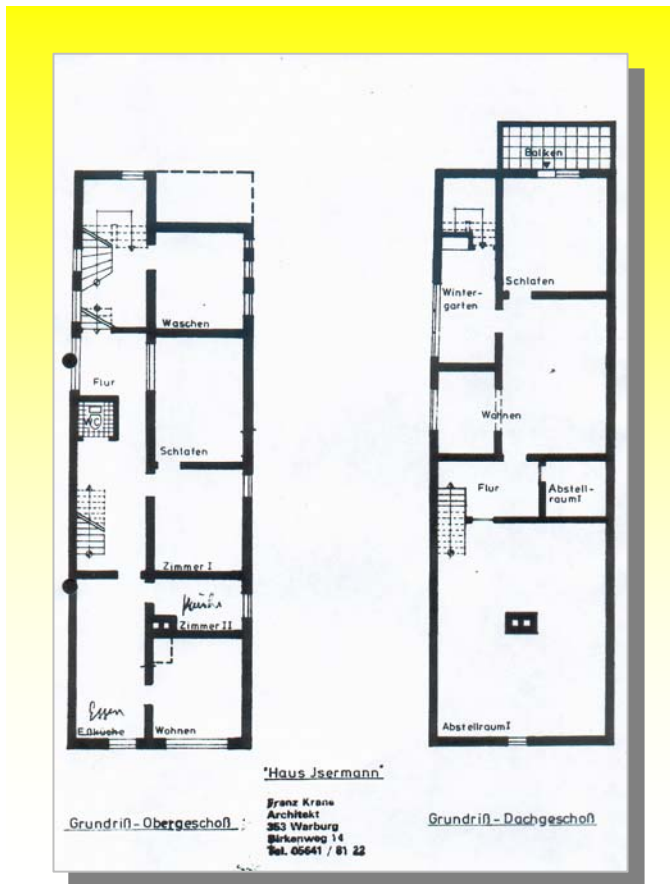 Waschen
Flur
WC
Schlafen
Zimmer I
Küche
Zimmer II
Essen
Eßküche
Wohnen
Grundriß-Obergeschoß
Balken
Schlafen
Winter-
garten
Wohnen
Flur
Abstell-
raum I
Abstellraum I
Grundriß-Dachgeschoß
"Haus Jsermann"
Franz Krane
Architekt
353 Warburg
Birkenweg 14
Tel. 05641 / 81 22